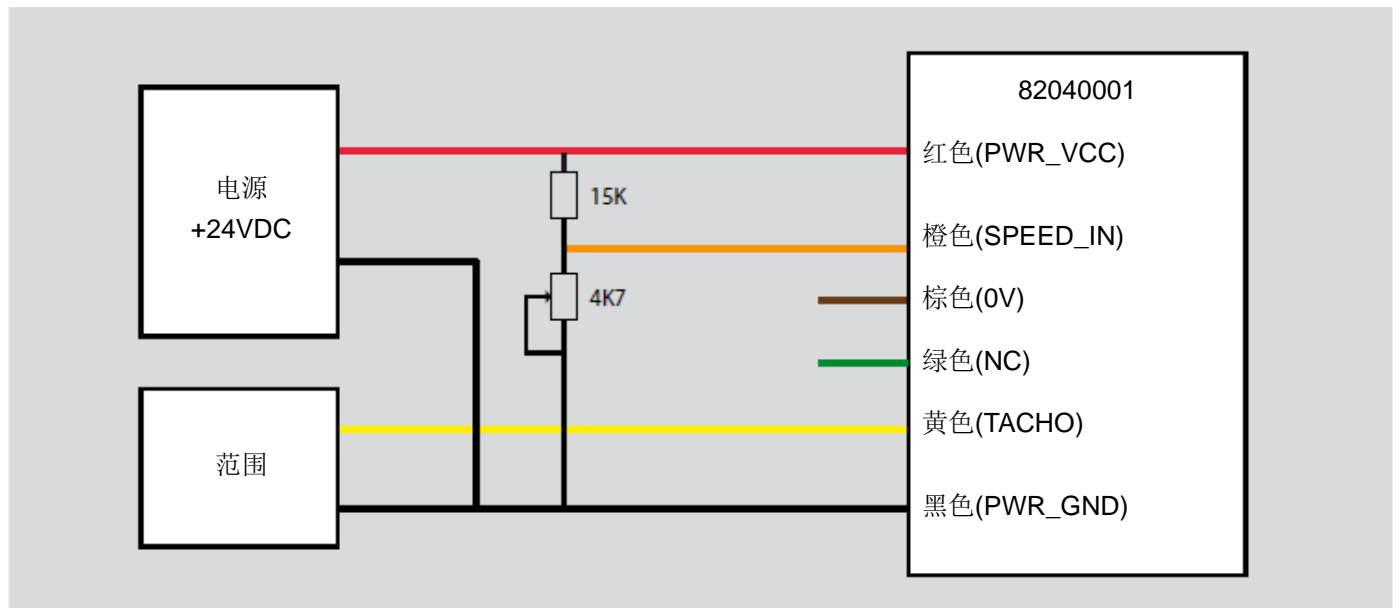 82040001
电源
+24VDC
红色(PWR_VCC)
15K
橙色(SPEED_IN)
4K7
棕色(0V)
绿色(NC)
黄色(TACHO)
范围
黑色(PWR_GND)